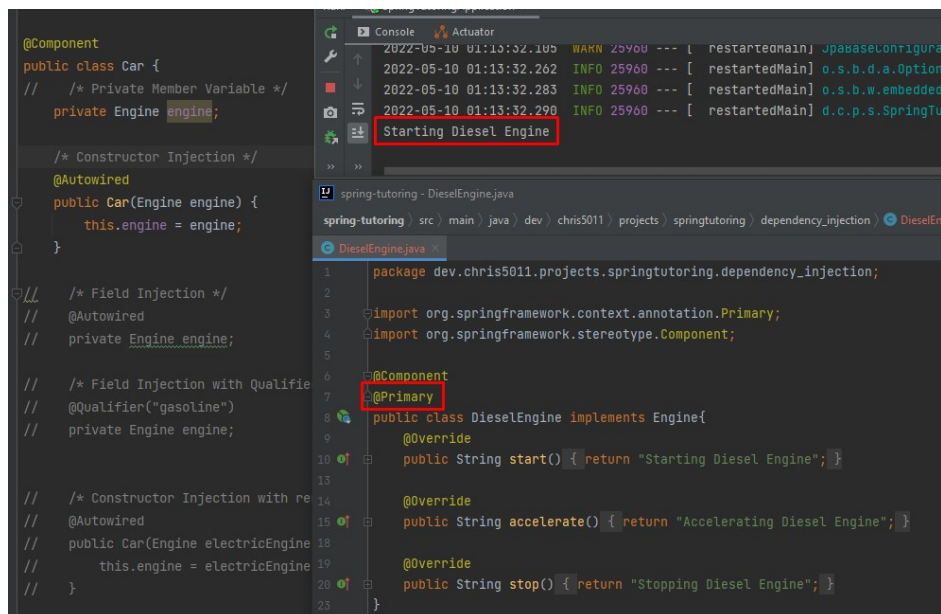 @Component
public class Car {
//    /* Private Member Variable */
    private Engine engine;
    /* Constructor Injection */
    @Autowired
    public Car(Engine engine) {
        this.engine = engine;
    }
//    /* Field Injection */
//    @Autowired
//    private Engine engine;
//    /* Field Injection with Qualifie
//    @Qualifier("gasoline")
//    private Engine engine;
//    /* Constructor Injection with re
//    @Autowired
//    public Car(Engine electricEngine
//        this.engine = electricEngine
//    }
Console Actuator
2022-05-10 01:13:32.105  WARN 25960 --- [  restartedMain] JpaBaseConfigura
2022-05-10 01:13:32.262  INFO 25960 --- [  restartedMain] o.s.b.d.a.Option
2022-05-10 01:13:32.283  INFO 25960 --- [  restartedMain] o.s.b.w.embedded
2022-05-10 01:13:32.290  INFO 25960 --- [  restartedMain] d.c.p.s.SpringTu
Starting Diesel Engine
spring-tutoring - DieselEngine.java
spring-tutoring 〉 src 〉 main 〉 java 〉 dev 〉 chris5011 〉 projects 〉 springtutoring 〉 dependency_injection 〉 DieselEn
DieselEngine.java ×
1 package dev.chris5011.projects.springtutoring.dependency_injection;
2
3 import org.springframework.context.annotation.Primary;
4 import org.springframework.stereotype.Component;
5
6 @Component
7 @Primary
8 public class DieselEngine implements Engine{
9     @Override
10     public String start() { return "Starting Diesel Engine"; }
13
14     @Override
15     public String accelerate() { return "Accelerating Diesel Engine"; }
18
19     @Override
20     public String stop() { return "Stopping Diesel Engine"; }
23 }